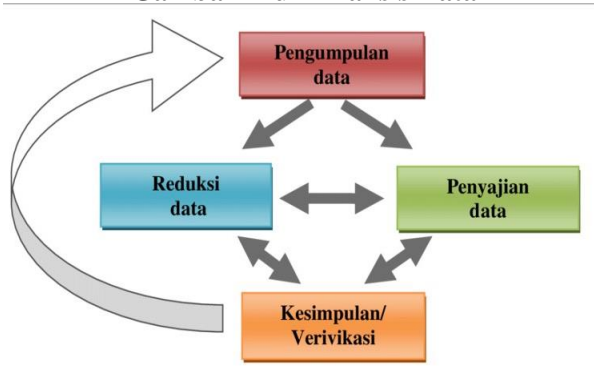 Pengumpulan
data
Reduksi
data
Penyajian
data
Kesimpulan/
Verivikasi